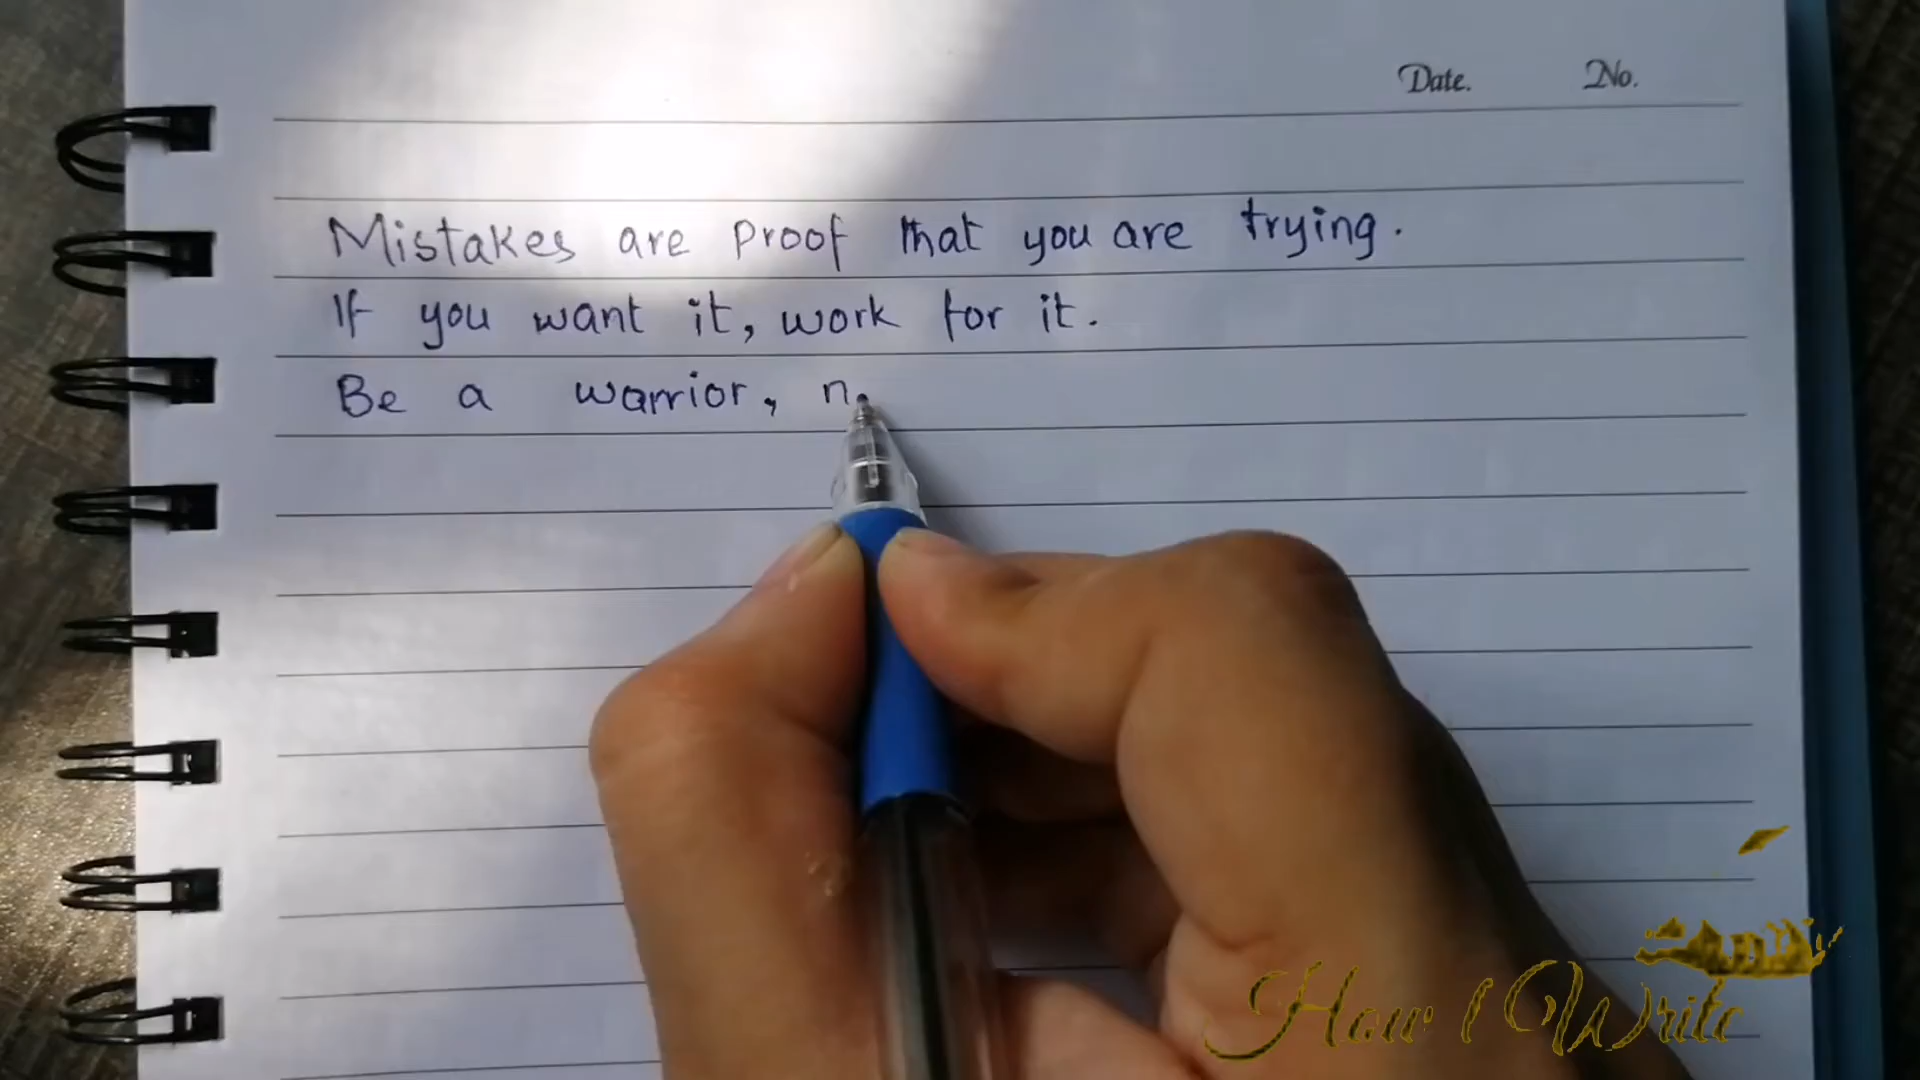 Date. No.
Mistakes are proof that you are trying.
If you want it, work for it.
Be a warrior, n
How I Write